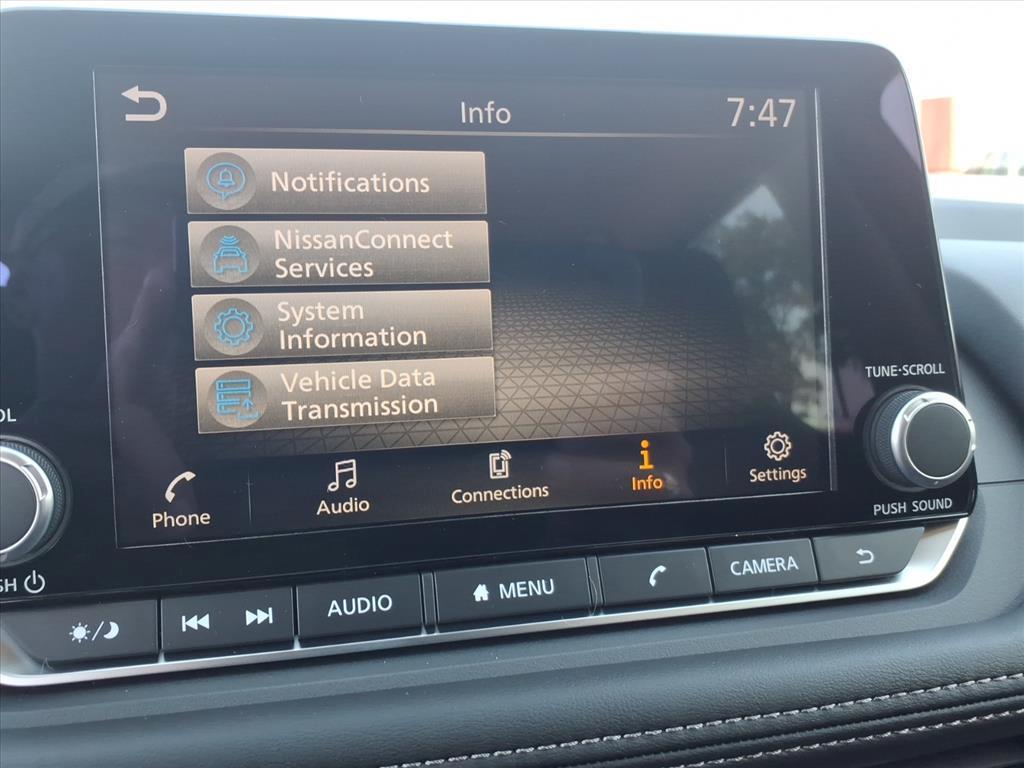 Info
7:47
Notifications
NissanConnect
Services
System
Information
Vehicle Data
Transmission
TUNE·SCROLL
Phone
Audio
Connections
Info
Settings
PUSH SOUND
AUDIO
MENU
CAMERA